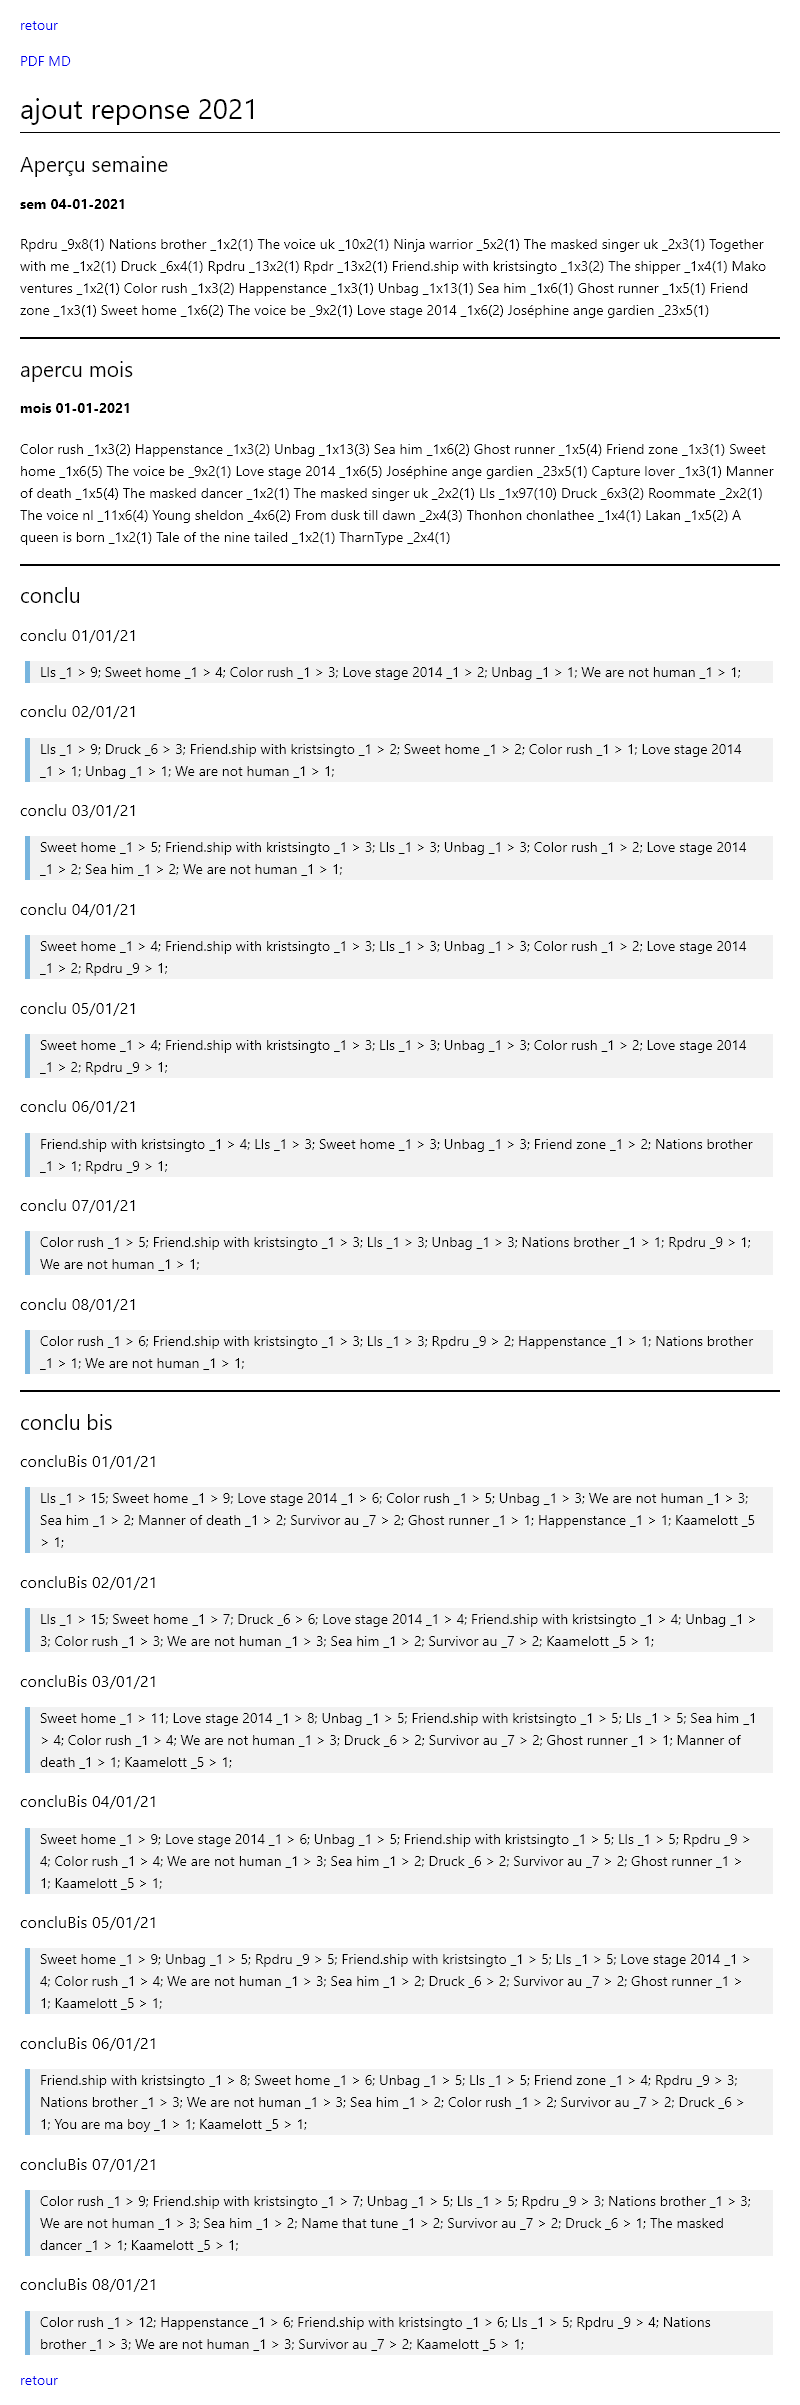 retour
PDF MD
ajout reponse 2021
Aperçu semaine
sem 04-01-2021
Rpdru _9x8(1) Nations brother _1x2(1) The voice uk _10x2(1) Ninja warrior _5x2(1) The masked singer uk _2x3(1) Together
with me _1x2(1) Druck _6x4(1) Rpdru _13x2(1) Rpdr _13x2(1) Friend.ship with kristsingto _1x3(2) The shipper _1x4(1) Mako
ventures _1x2(1) Color rush _1x3(2) Happenstance _1x3(1) Unbag _1x13(1) Sea him _1x6(1) Ghost runner _1x5(1) Friend
zone _1x3(1) Sweet home _1x6(2) The voice be _9x2(1) Love stage 2014 _1x6(2) Joséphine ange gardien _23x5(1)
apercu mois
mois 01-01-2021
Color rush _1x3(2) Happenstance _1x3(2) Unbag _1x13(3) Sea him _1x6(2) Ghost runner _1x5(4) Friend zone _1x3(1) Sweet
home _1x6(5) The voice be _9x2(1) Love stage 2014 _1x6(5) Joséphine ange gardien _23x5(1) Capture lover _1x3(1) Manner
of death _1x5(4) The masked dancer _1x2(1) The masked singer uk _2x2(1) Lls _1x97(10) Druck _6x3(2) Roommate _2x2(1)
The voice nl _11x6(4) Young sheldon _4x6(2) From dusk till dawn _2x4(3) Thonhon chonlathee _1x4(1) Lakan _1x5(2) A
queen is born _1x2(1) Tale of the nine tailed _1x2(1) TharnType _2x4(1)
conclu
conclu 01/01/21
Lls _1 > 9; Sweet home _1 > 4; Color rush _1 > 3; Love stage 2014 _1 > 2; Unbag _1 > 1; We are not human _1 > 1;
conclu 02/01/21
Lls _1 > 9; Druck _6 > 3; Friend.ship with kristsingto _1 > 2; Sweet home _1 > 2; Color rush _1 > 1; Love stage 2014
_1 > 1; Unbag _1 > 1; We are not human _1 > 1;
conclu 03/01/21
Sweet home _1 > 5; Friend.ship with kristsingto _1 > 3; Lls _1 > 3; Unbag _1 > 3; Color rush _1 > 2; Love stage 2014
_1 > 2; Sea him _1 > 2; We are not human _1 > 1;
conclu 04/01/21
Sweet home _1 > 4; Friend.ship with kristsingto _1 > 3; Lls _1 > 3; Unbag _1 > 3; Color rush _1 > 2; Love stage 2014
_1 > 2; Rpdru _9 > 1;
conclu 05/01/21
Sweet home _1 > 4; Friend.ship with kristsingto _1 > 3; Lls _1 > 3; Unbag _1 > 3; Color rush _1 > 2; Love stage 2014
_1 > 2; Rpdru _9 > 1;
conclu 06/01/21
Friend.ship with kristsingto _1 > 4; Lls _1 > 3; Sweet home _1 > 3; Unbag _1 > 3; Friend zone _1 > 2; Nations brother
_1 > 1; Rpdru _9 > 1;
conclu 07/01/21
Color rush _1 > 5; Friend.ship with kristsingto _1 > 3; Lls _1 > 3; Unbag _1 > 3; Nations brother _1 > 1; Rpdru _9 > 1;
We are not human _1 > 1;
conclu 08/01/21
Color rush _1 > 6; Friend.ship with kristsingto _1 > 3; Lls _1 > 3; Rpdru _9 > 2; Happenstance _1 > 1; Nations brother
_1 > 1; We are not human _1 > 1;
conclu bis
concluBis 01/01/21
Lls _1 > 15; Sweet home _1 > 9; Love stage 2014 _1 > 6; Color rush _1 > 5; Unbag _1 > 3; We are not human _1 > 3;
Sea him _1 > 2; Manner of death _1 > 2; Survivor au _7 > 2; Ghost runner _1 > 1; Happenstance _1 > 1; Kaamelott _5
> 1;
concluBis 02/01/21
Lls _1 > 15; Sweet home _1 > 7; Druck _6 > 6; Love stage 2014 _1 > 4; Friend.ship with kristsingto _1 > 4; Unbag _1 >
3; Color rush _1 > 3; We are not human _1 > 3; Sea him _1 > 2; Survivor au _7 > 2; Kaamelott _5 > 1;
concluBis 03/01/21
Sweet home _1 > 11; Love stage 2014 _1 > 8; Unbag _1 > 5; Friend.ship with kristsingto _1 > 5; Lls _1 > 5; Sea him _1
> 4; Color rush _1 > 4; We are not human _1 > 3; Druck _6 > 2; Survivor au _7 > 2; Ghost runner _1 > 1; Manner of
death _1 > 1; Kaamelott _5 > 1;
concluBis 04/01/21
Sweet home _1 > 9; Love stage 2014 _1 > 6; Unbag _1 > 5; Friend.ship with kristsingto _1 > 5; Lls _1 > 5; Rpdru _9 >
4; Color rush _1 > 4; We are not human _1 > 3; Sea him _1 > 2; Druck _6 > 2; Survivor au _7 > 2; Ghost runner _1 >
1; Kaamelott _5 > 1;
concluBis 05/01/21
Sweet home _1 > 9; Unbag _1 > 5; Rpdru _9 > 5; Friend.ship with kristsingto _1 > 5; Lls _1 > 5; Love stage 2014 _1 >
4; Color rush _1 > 4; We are not human _1 > 3; Sea him _1 > 2; Druck _6 > 2; Survivor au _7 > 2; Ghost runner _1 >
1; Kaamelott _5 > 1;
concluBis 06/01/21
Friend.ship with kristsingto _1 > 8; Sweet home _1 > 6; Unbag _1 > 5; Lls _1 > 5; Friend zone _1 > 4; Rpdru _9 > 3;
Nations brother _1 > 3; We are not human _1 > 3; Sea him _1 > 2; Color rush _1 > 2; Survivor au _7 > 2; Druck _6 >
1; You are ma boy _1 > 1; Kaamelott _5 > 1;
concluBis 07/01/21
Color rush _1 > 9; Friend.ship with kristsingto _1 > 7; Unbag _1 > 5; Lls _1 > 5; Rpdru _9 > 3; Nations brother _1 > 3;
We are not human _1 > 3; Sea him _1 > 2; Name that tune _1 > 2; Survivor au _7 > 2; Druck _6 > 1; The masked
dancer _1 > 1; Kaamelott _5 > 1;
concluBis 08/01/21
Color rush _1 > 12; Happenstance _1 > 6; Friend.ship with kristsingto _1 > 6; Lls _1 > 5; Rpdru _9 > 4; Nations
brother _1 > 3; We are not human _1 > 3; Survivor au _7 > 2; Kaamelott _5 > 1;
retour